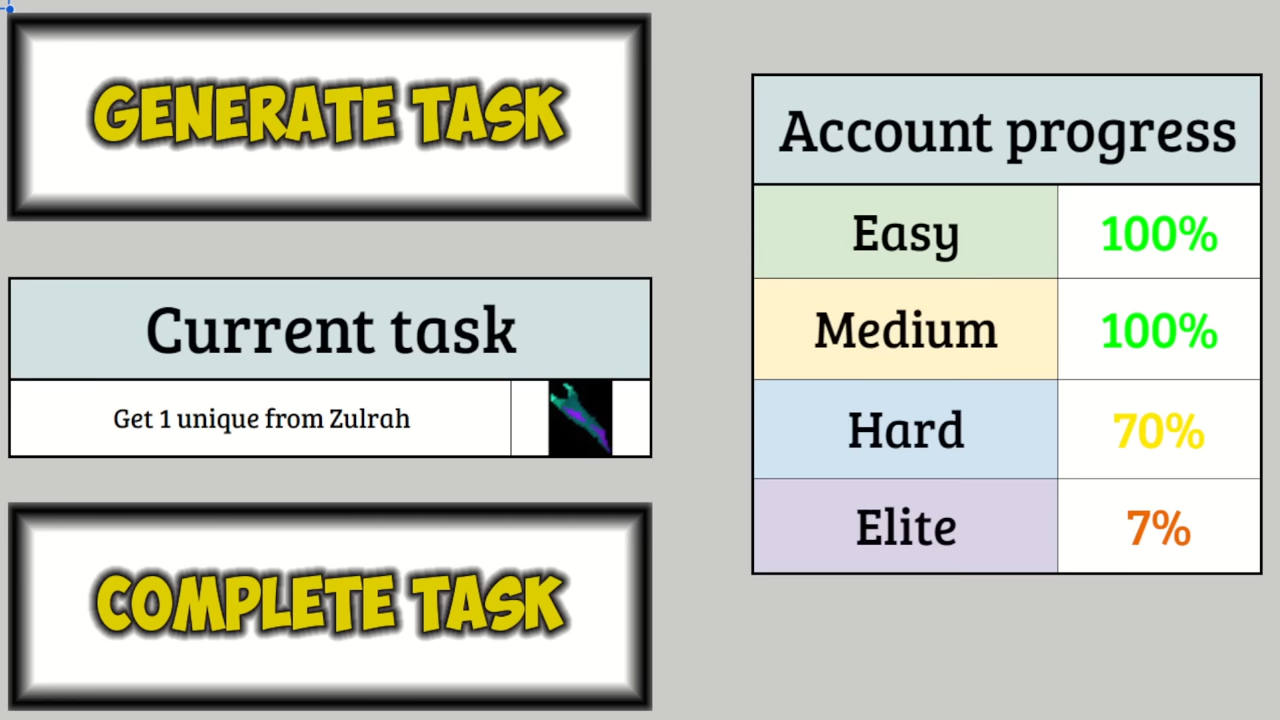 GENERATE TASK
Current task
Get 1 unique from Zulrah
COMPLETE TASK
Account progress
Easy 100%
Medium 100%
Hard 70%
Elite 7%